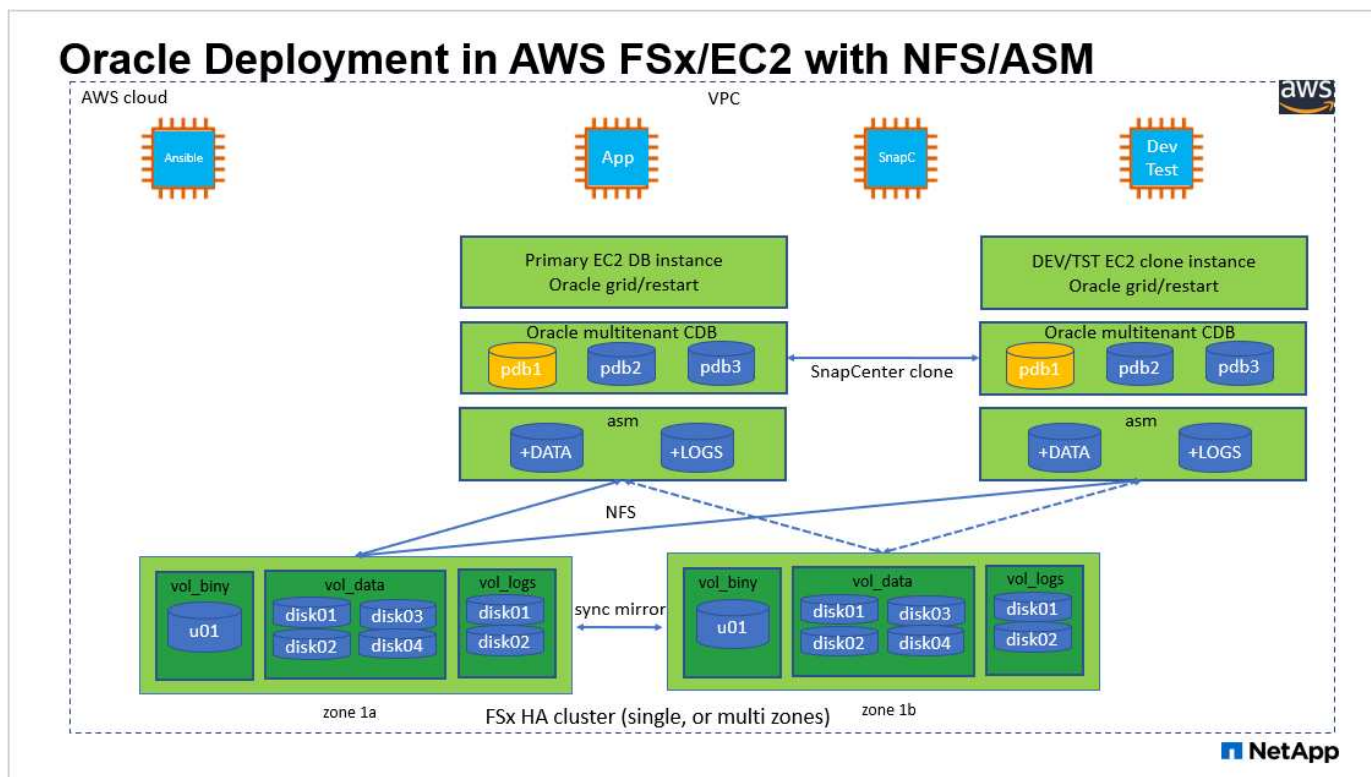 Oracle Deployment in AWS FSx/EC2 with NFS/ASM
AWS cloud
VPC
aws
Ansible
App
SnapC
Dev
Test
Primary EC2 DB instance
Oracle grid/restart
DEV/TST EC2 clone instance
Oracle grid/restart
Oracle multitenant CDB
pdb1
pdb2
pdb3
SnapCenter clone
Oracle multitenant CDB
pdb1
pdb2
pdb3
asm
+DATA
+LOGS
asm
+DATA
+LOGS
NFS
vol_biny
u01
vol_data
disk01
disk03
disk02
disk04
vol_logs
disk01
disk02
sync mirror
vol_biny
u01
vol_data
disk01
disk03
disk02
disk04
vol_logs
disk01
disk02
zone 1a
FSx HA cluster (single, or multi zones)
zone 1b
NetApp